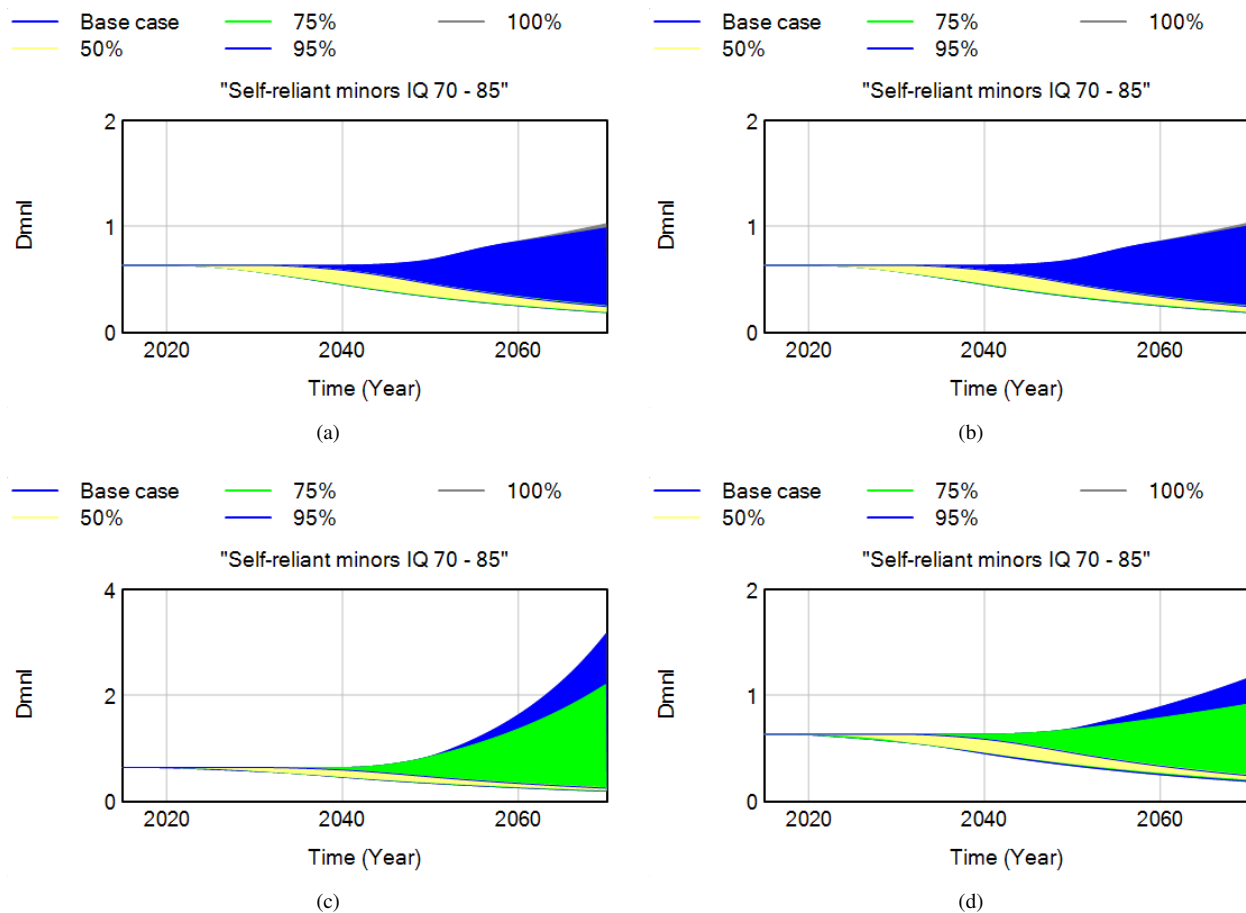 Base case 75% 100%
50% 95%
"Self-reliant minors IQ 70 - 85"
2
1
0
Dmnl
2020 2040 2060
Time (Year)
(a)
Base case 75% 100%
50% 95%
"Self-reliant minors IQ 70 - 85"
2
1
0
Dmnl
2020 2040 2060
Time (Year)
(b)
Base case 75% 100%
50% 95%
"Self-reliant minors IQ 70 - 85"
4
2
0
Dmnl
2020 2040 2060
Time (Year)
(c)
Base case 75% 100%
50% 95%
"Self-reliant minors IQ 70 - 85"
2
1
0
Dmnl
2020 2040 2060
Time (Year)
(d)